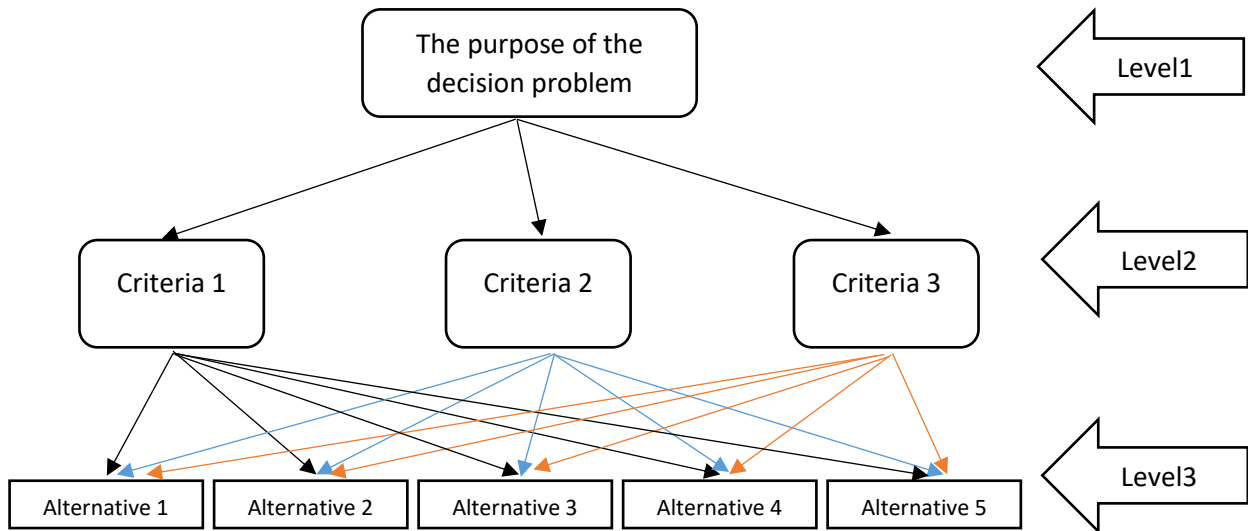 The purpose of the
decision problem
Level1
Criteria 1
Criteria 2
Criteria 3
Level2
Alternative 1
Alternative 2
Alternative 3
Alternative 4
Alternative 5
Level3